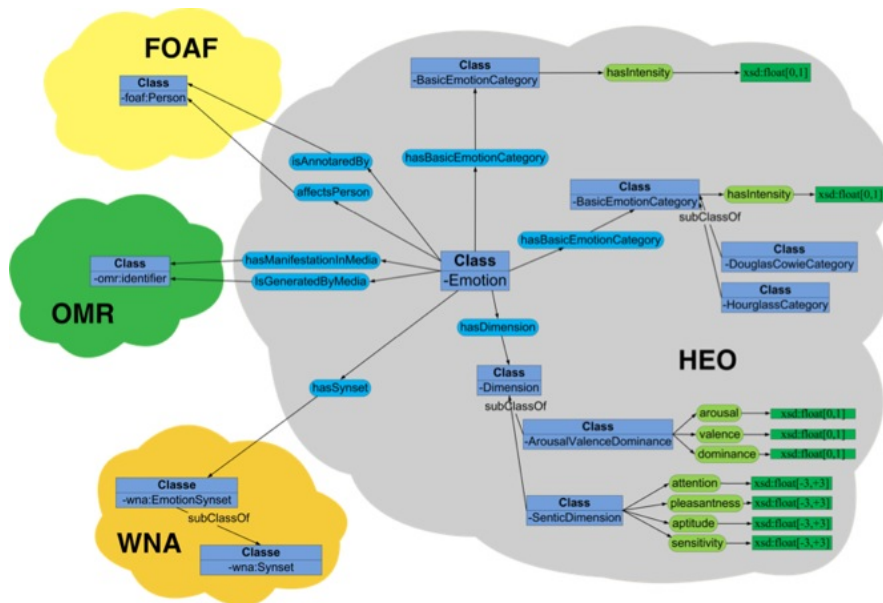 FOAF
Class
-foaf:Person
Class
-BasicEmotionCategory
hasIntensity
xsd:float[0,1]
isAnnotaredBy
hasBasicEmotionCategory
affectsPerson
Class
-BasicEmotionCategory
hasIntensity
xsd:float[0,1]
subClassOf
hasBasicEmotionCategory
Class
-DouglasCowieCategory
Class
-HourglassCategory
Class
-omr:identifier
OMR
hasManifestationInMedia
IsGeneratedByMedia
Class
-Emotion
hasDimension
HEO
hasSynset
Class
-Dimension
subClassOf
Class
-ArousalValenceDominance
arousal
xsd:float[0,1]
valence
xsd:float[0,1]
dominance
xsd:float[0,1]
Class
-SenticDimension
attention
xsd:float[-3,+3]
pleasantness
xsd:float[-3,+3]
aptitude
xsd:float[-3,+3]
sensitivity
xsd:float[-3,+3]
Classe
-wna:EmotionSynset
subClassOf
WNA
Classe
-wna:Synset